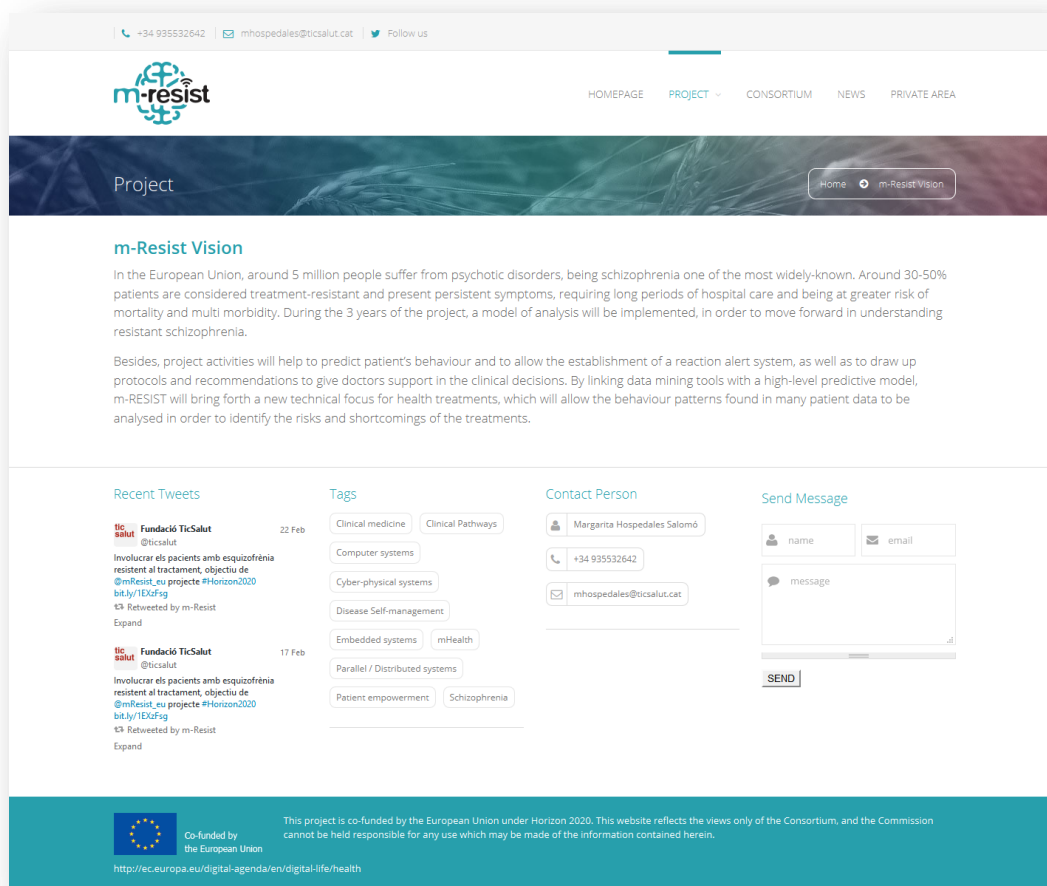 +34 935532642 mhospedales@ticsalut.cat Follow us
m-resist
HOMEPAGE PROJECT CONSORTIUM NEWS PRIVATE AREA
Project
Home m-Resist Vision
m-Resist Vision
In the European Union, around 5 million people suffer from psychotic disorders, being schizophrenia one of the most widely-known. Around 30-50%
patients are considered treatment-resistant and present persistent symptoms, requiring long periods of hospital care and being at greater risk of
mortality and multi morbidity. During the 3 years of the project, a model of analysis will be implemented, in order to move forward in understanding
resistant schizophrenia.
Besides, project activities will help to predict patient's behaviour and to allow the establishment of a reaction alert system, as well as to draw up
protocols and recommendations to give doctors support in the clinical decisions. By linking data mining tools with a high-level predictive model,
m-RESIST will bring forth a new technical focus for health treatments, which will allow the behaviour patterns found in many patient data to be
analysed in order to identify the risks and shortcomings of the treatments.
Recent Tweets
tic salut Fundació TicSalut 22 Feb
@ticsalut
Involucrar els pacients amb esquizofrènia
resistent al tractament, objectiu de
@mResist_eu projecte #Horizon2020
bit.ly/1EXzFsg
Retweeted by m-Resist
Expand
tic salut Fundació TicSalut 17 Feb
@ticsalut
Involucrar els pacients amb esquizofrènia
resistent al tractament, objectiu de
@mResist_eu projecte #Horizon2020
bit.ly/1EXzFsg
Retweeted by m-Resist
Expand
Tags
Clinical medicine Clinical Pathways
Computer systems
Cyber-physical systems
Disease Self-management
Embedded systems mHealth
Parallel / Distributed systems
Patient empowerment Schizophrenia
Contact Person
Margarita Hospedales Salomó
+34 935532642
mhospedales@ticsalut.cat
Send Message
name email
message
SEND
Co-funded by
the European Union
This project is co-funded by the European Union under Horizon 2020. This website reflects the views only of the Consortium, and the Commission
cannot be held responsible for any use which may be made of the information contained herein.
http://ec.europa.eu/digital-agenda/en/digital-life/health